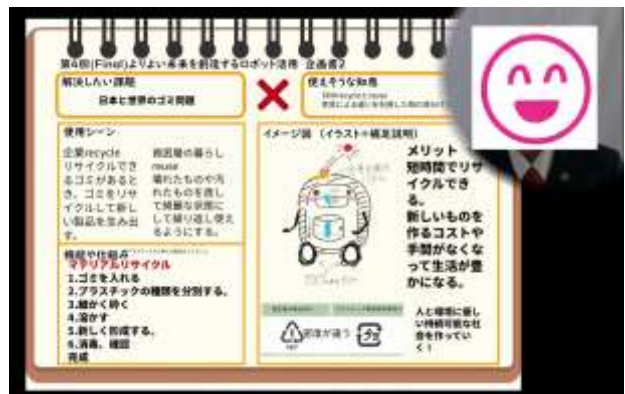 第4回(Final)よりよい未来を創造するロボット活用 企画書2
解決したい課題
日本と世界のゴミ問題
使えそうな知恵
使用シーン
企業recycle
リサイクルでき
るゴミがあると
き、ゴミをリサ
イクルして新し
い製品を生み出
す。
貧困層の暮らし
reuse
壊れたものや汚
れたものを直し
て綺麗な状態に
して繰り返し使え
るようにする。
イメージ図 (イラスト+補足説明)
メリット
短時間でリサ
イクルでき
る。
新しいものを
作るコストや
手間がなくな
って生活が豊
かになる。
人と環境に優し
い持続可能な社
会を作ってい
く!
機能や仕組み
マテリアルリサイクル
1.ゴミを入れる
2.プラスチックの種類を分別する。
3.細かく砕く
4.溶かす
5.新しく形成する。
6.消毒、確認
完成
密度が違う
プラ